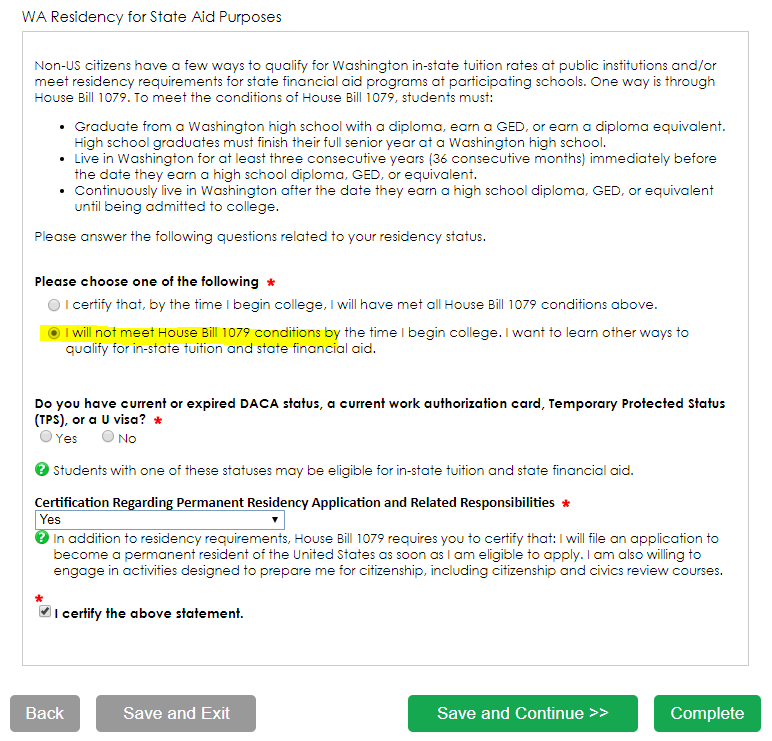 WA Residency for State Aid Purposes
Non-US citizens have a few ways to qualify for Washington in-state tuition rates at public institutions and/or
meet residency requirements for state financial aid programs at participating schools. One way is through
House Bill 1079. To meet the conditions of House Bill 1079, students must:
• Graduate from a Washington high school with a diploma, earn a GED, or earn a diploma equivalent.
High school graduates must finish their full senior year at a Washington high school.
• Live in Washington for at least three consecutive years (36 consecutive months) immediately before
the date they earn a high school diploma, GED, or equivalent.
• Continuously live in Washington after the date they earn a high school diploma, GED, or equivalent
until being admitted to college.
Please answer the following questions related to your residency status.
Please choose one of the following *
I certify that, by the time I begin college, I will have met all House Bill 1079 conditions above.
I will not meet House Bill 1079 conditions by the time I begin college. I want to learn other ways to
qualify for in-state tuition and state financial aid.
Do you have current or expired DACA status, a current work authorization card, Temporary Protected Status
(TPS), or a U visa? *
Yes No
? Students with one of these statuses may be eligible for in-state tuition and state financial aid.
Certification Regarding Permanent Residency Application and Related Responsibilities *
Yes
? In addition to residency requirements, House Bill 1079 requires you to certify that: I will file an application to
become a permanent resident of the United States as soon as I am eligible to apply. I am also willing to
engage in activities designed to prepare me for citizenship, including citizenship and civics review courses.
*
I certify the above statement.
Back Save and Exit Save and Continue >> Complete